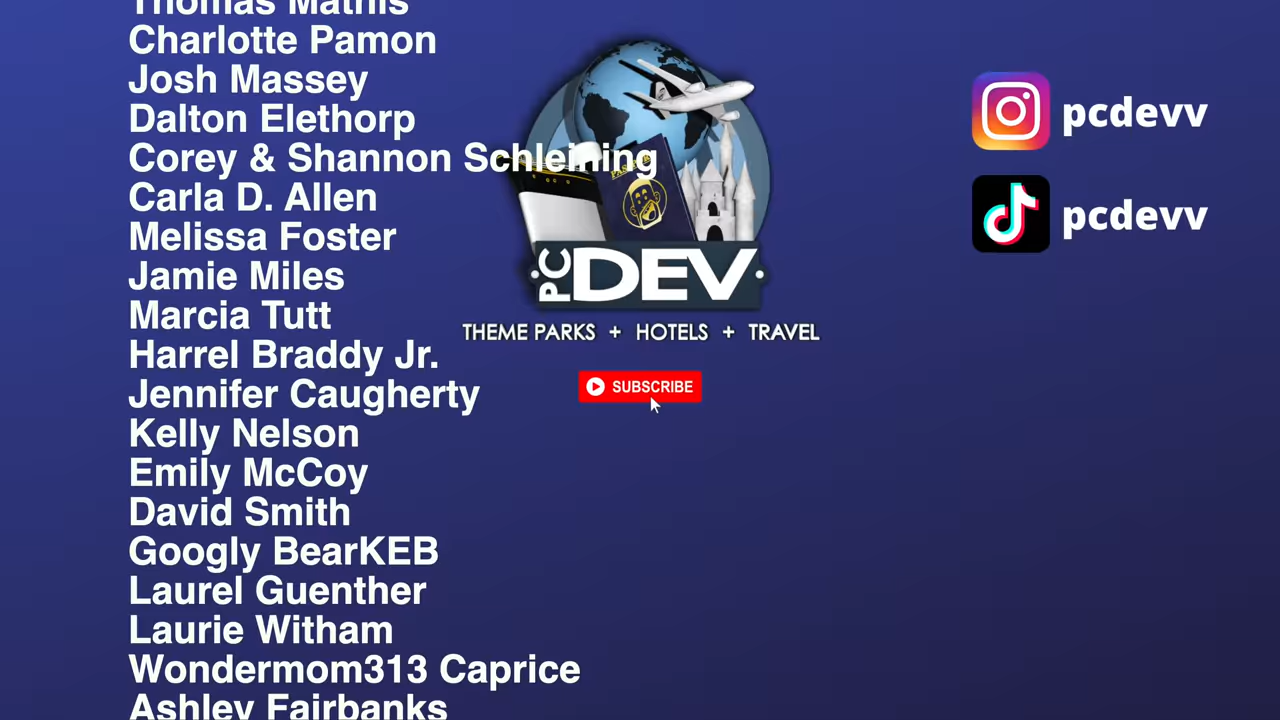 Thomas Mathis
Charlotte Pamon
Josh Massey
Dalton Elethorp
Corey & Shannon Schleining
Carla D. Allen
Melissa Foster
Jamie Miles
Marcia Tutt
Harrel Braddy Jr.
Jennifer Caugherty
Kelly Nelson
Emily McCoy
David Smith
Googly BearKEB
Laurel Guenther
Laurie Witham
Wondermom313 Caprice
Ashley Fairbanks
PC DEV
THEME PARKS + HOTELS + TRAVEL
SUBSCRIBE
pcdevv
pcdevv